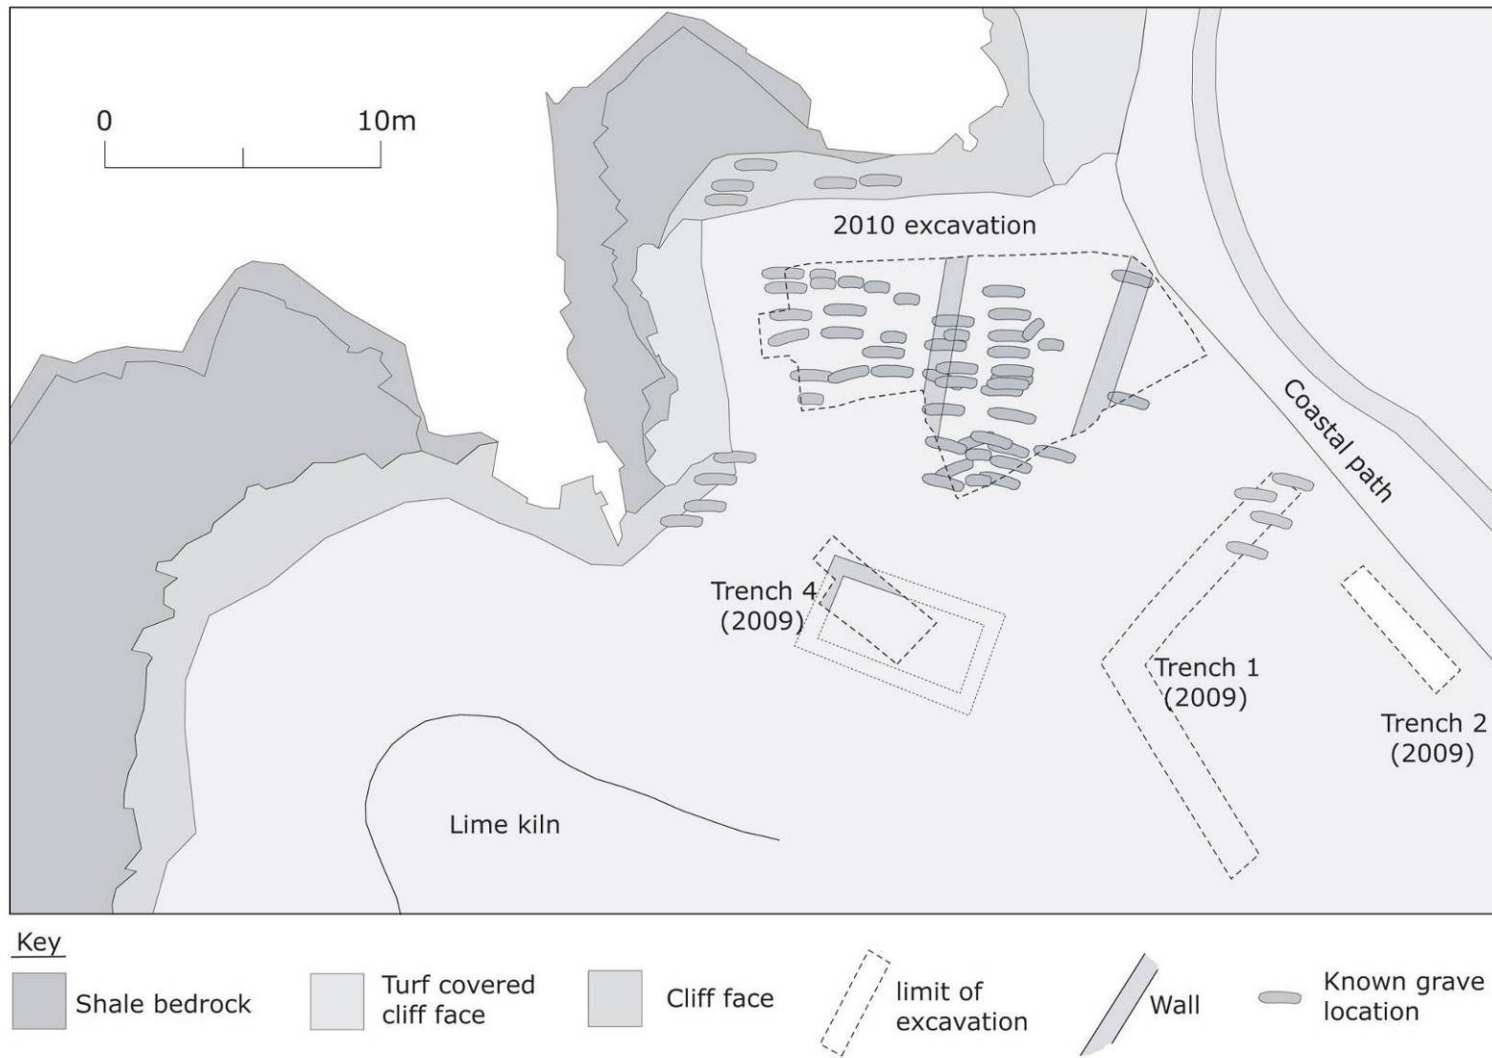 0 10m
2010 excavation
Coastal path
Trench 4
(2009)
Trench 1
(2009)
Trench 2
(2009)
Lime kiln
Key
Shale bedrock
Turf covered
cliff face
Cliff face
limit of
excavation
Wall
Known grave
location